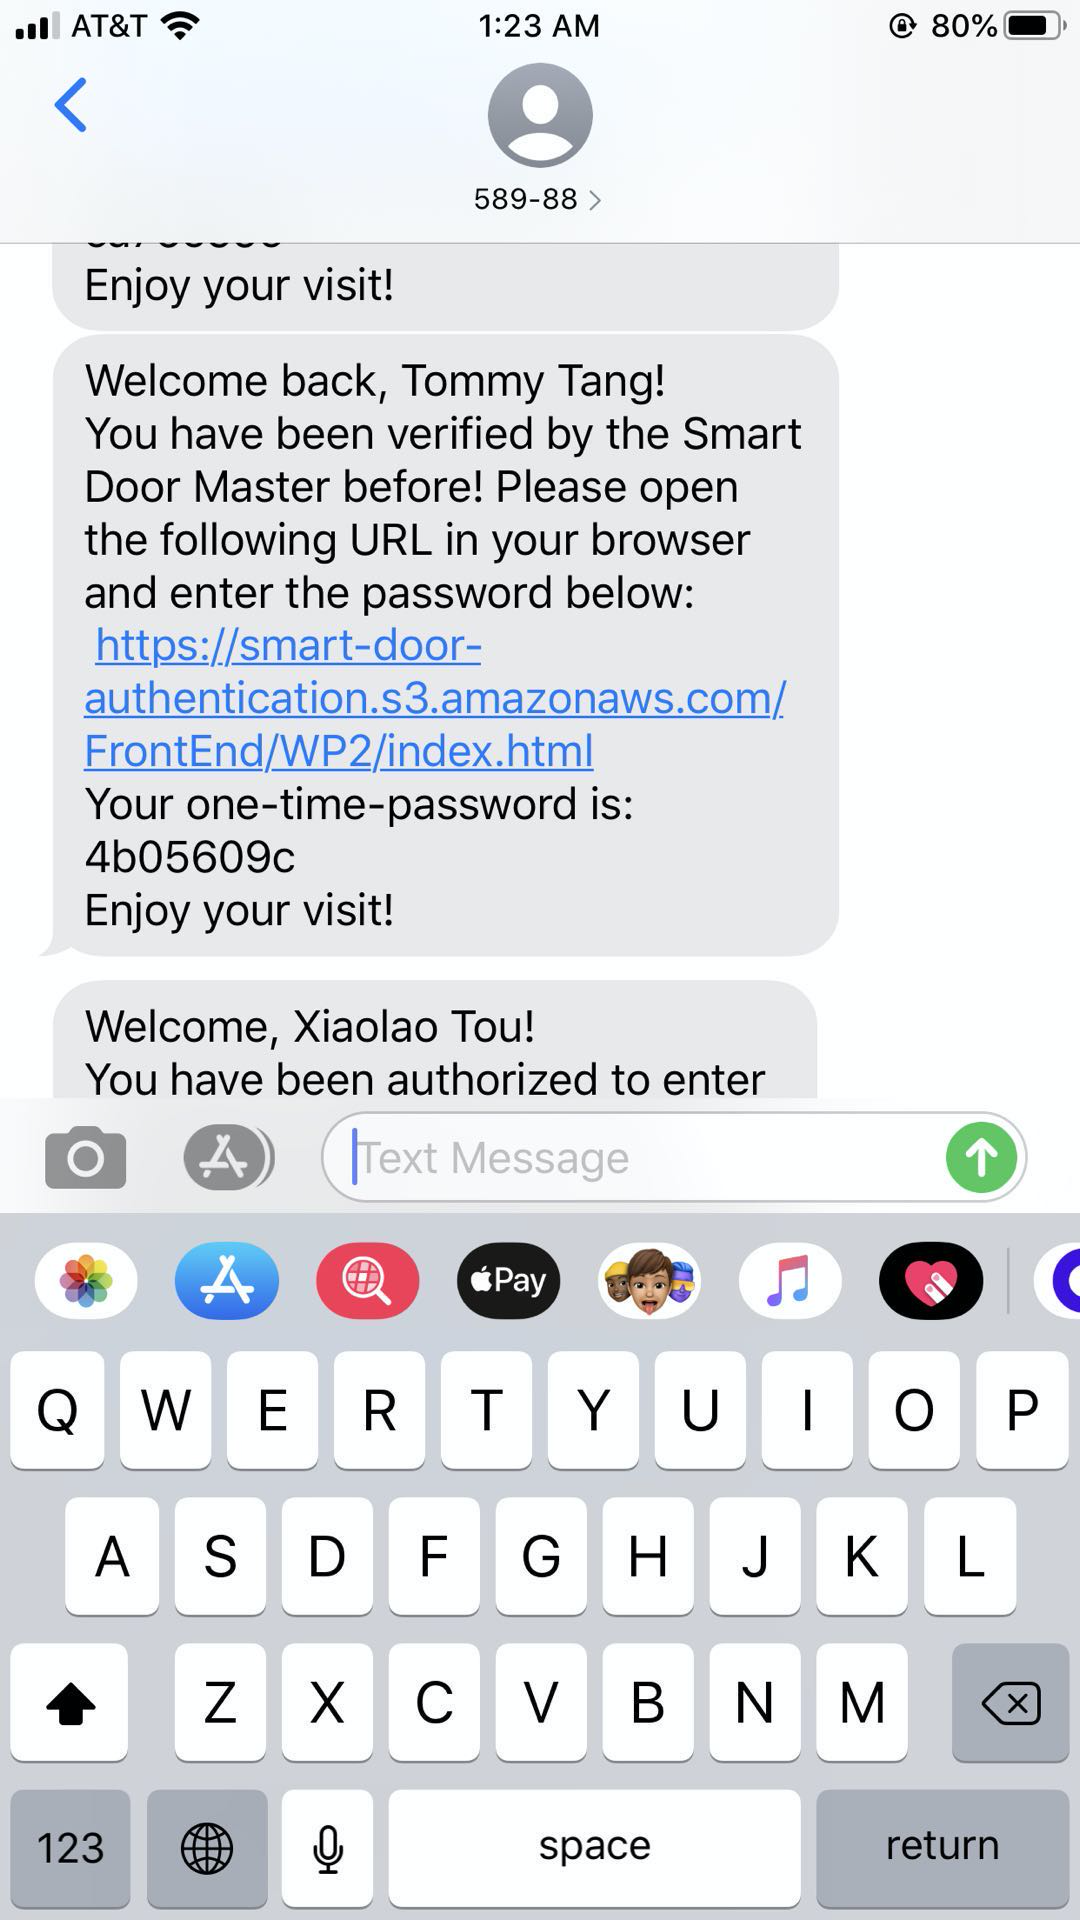 AT&T 1:23 AM 80%
589-88
Enjoy your visit!
Welcome back, Tommy Tang!
You have been verified by the Smart
Door Master before! Please open
the following URL in your browser
and enter the password below:
https://smart-door-
authentication.s3.amazonaws.com/
FrontEnd/WP2/index.html
Your one-time-password is:
4b05609c
Enjoy your visit!
Welcome, Xiaolao Tou!
You have been authorized to enter
Text Message
Pay
Q W E R T Y U I O P
A S D F G H J K L
Z X C V B N M
123 space return